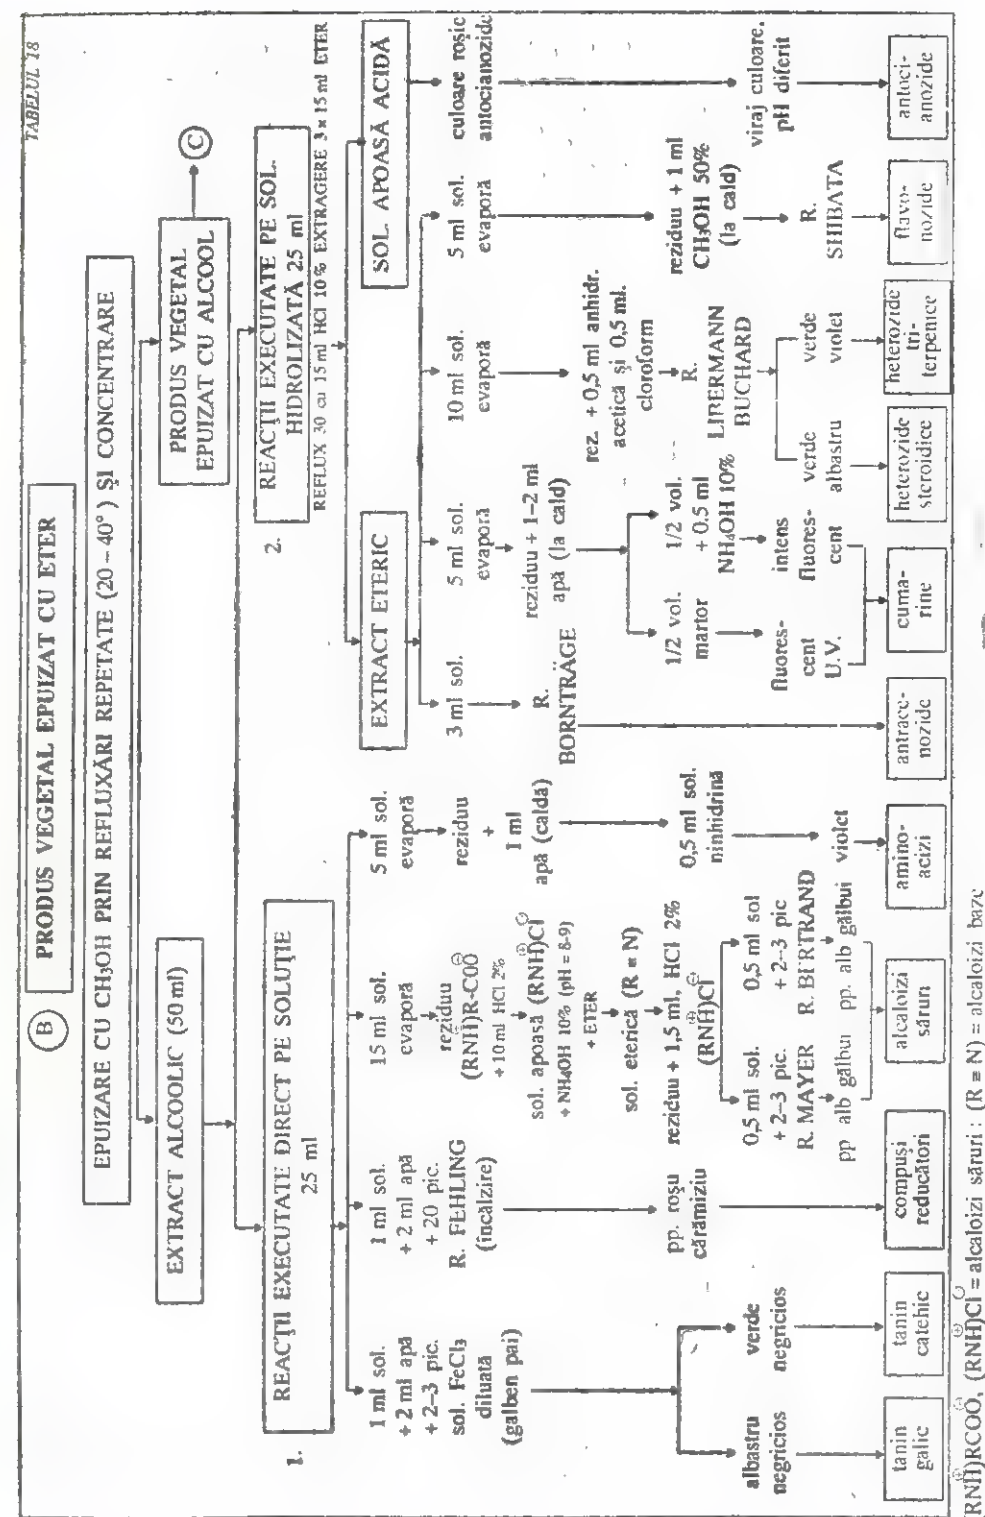 TABELUL 18
B
PRODUS VEGETAL EPUIZAT CU ETER
EPUIZARE CU CH₃OH PRIN REFLUXĂRI REPETATE (20–40°) ȘI CONCENTRARE
EXTRACT ALCOOLIC (50 ml)
PRODUS VEGETAL
EPUIZAT CU ALCOOL
C
1.
REACȚII EXECUTATE DIRECT PE SOLUȚIE
25 ml
2.
REACȚII EXECUTATE PE SOL.
HIDROLIZATĂ 25 ml
REFLUX 30 cu 15 ml HCl 10% EXTRAGERE 3 x 15 ml ETER
EXTRACT ETERIC
SOL. APOASĂ ACIDĂ
1 ml sol.
+ 2 ml apă
+ 2–3 pic.
sol. FeCl₃
diluată
(galben pai)
albastru
negricios
verde
negricios
tanin
galic
tanin
catehic
1 ml sol.
+ 2 ml apă
+ 20 pic.
R. FEHLING
(încălzire)
pp. roșu
cărămiziu
compuși
reducători
15 ml sol.
evaporă
reziduu
(RNH)⊕R-COO⊖
+ 10 ml HCl 2%
sol. apoasă (RNH)⊕Cl⊖
+ NH₄OH 10% (pH = 8-9)
+ ETER
sol. eterică (R ≡ N)
reziduu + 1,5 ml, HCl 2%
(RNH)⊕Cl⊖
0,5 ml sol.
+ 2–3 pic.
R. MAYER
pp alb gălbui
0,5 ml sol
+ 2–3 pic
R. BERTRAND
pp. alb gălbui
alcaloizi
săruri
5 ml sol.
evaporă
reziduu
+
1 ml
apă (caldă)
0,5 ml sol.
ninhidrină
violet
amino-
acizi
3 ml sol.
R.
BORNTRÄGE
antrace-
nozide
5 ml sol.
evaporă
reziduu + 1–2 ml
apă (la cald)
1/2 vol.
martor
fluores-
cent
U.V.
1/2 vol.
+ 0.5 ml
NH₄OH 10%
intens
fluores-
cent
cuma-
rine
10 ml sol.
evaporă
rez. + 0,5 ml anhidr.
acetică și 0,5 ml.
cloroform
R.
LIBERMANN
BUCHARD
verde
albastru
verde
violet
heterozide
steroidice
heterozide
tri-
terpenice
5 ml sol.
evaporă
reziduu + 1 ml
CH₃OH 50%
(la cald)
R.
SHIBATA
flavo-
nozide
culoare roșie
antocianozide
viraj culoare.
pH diferit
antoci-
anozide
(RNH)⊕RCOO⊖, (RNH)⊕Cl⊖ = alcaloizi săruri : (R ≡ N) = alcaloizi baze